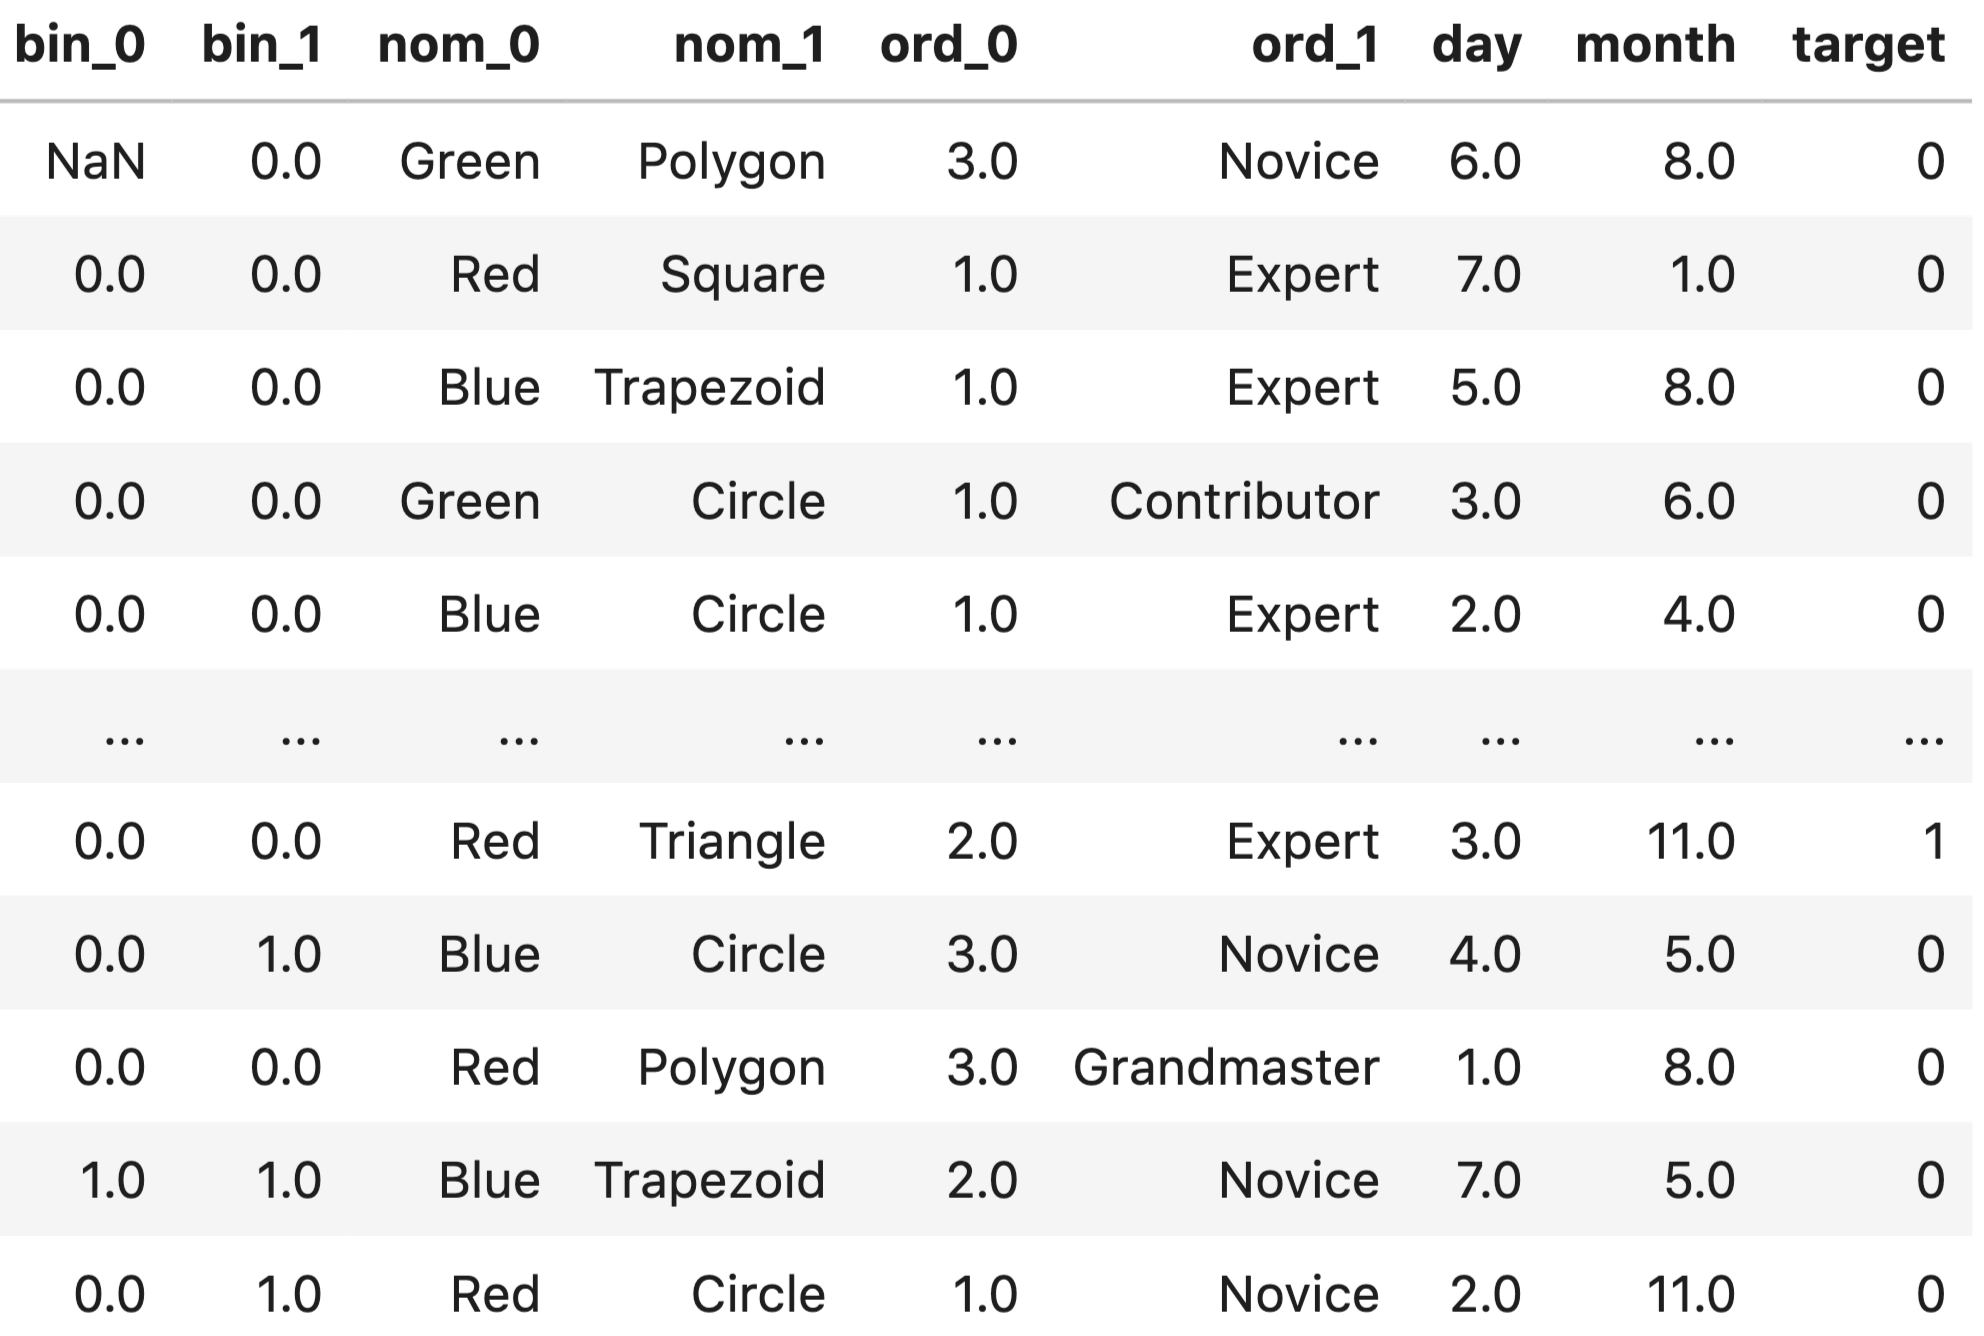 bin_0 bin_1 nom_0 nom_1 ord_0 ord_1 day month target
NaN 0.0 Green Polygon 3.0 Novice 6.0 8.0 0
0.0 0.0 Red Square 1.0 Expert 7.0 1.0 0
0.0 0.0 Blue Trapezoid 1.0 Expert 5.0 8.0 0
0.0 0.0 Green Circle 1.0 Contributor 3.0 6.0 0
0.0 0.0 Blue Circle 1.0 Expert 2.0 4.0 0
... ... ... ... ... ... ... ... ...
0.0 0.0 Red Triangle 2.0 Expert 3.0 11.0 1
0.0 1.0 Blue Circle 3.0 Novice 4.0 5.0 0
0.0 0.0 Red Polygon 3.0 Grandmaster 1.0 8.0 0
1.0 1.0 Blue Trapezoid 2.0 Novice 7.0 5.0 0
0.0 1.0 Red Circle 1.0 Novice 2.0 11.0 0